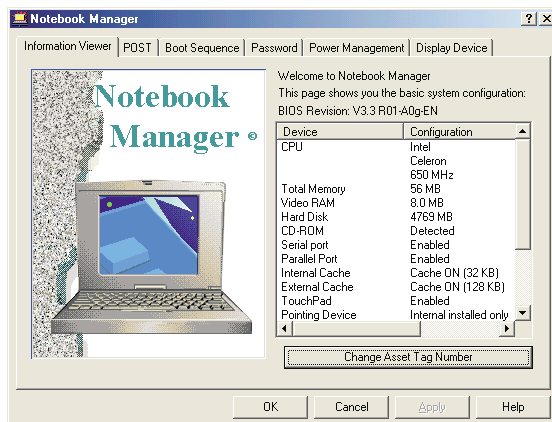 Notebook Manager
Information Viewer POST Boot Sequence Password Power Management Display Device
Notebook
Manager ®
Welcome to Notebook Manager
This page shows you the basic system configuration:
BIOS Revision: V3.3 R01-A0g-EN
Device Configuration
CPU Intel
Celeron
650 MHz
Total Memory 56 MB
Video RAM 8.0 MB
Hard Disk 4769 MB
CD-ROM Detected
Serial port Enabled
Parallel Port Enabled
Internal Cache Cache ON (32 KB)
External Cache Cache ON (128 KB)
TouchPad Enabled
Pointing Device Internal installed only
Change Asset Tag Number
OK Cancel Apply Help